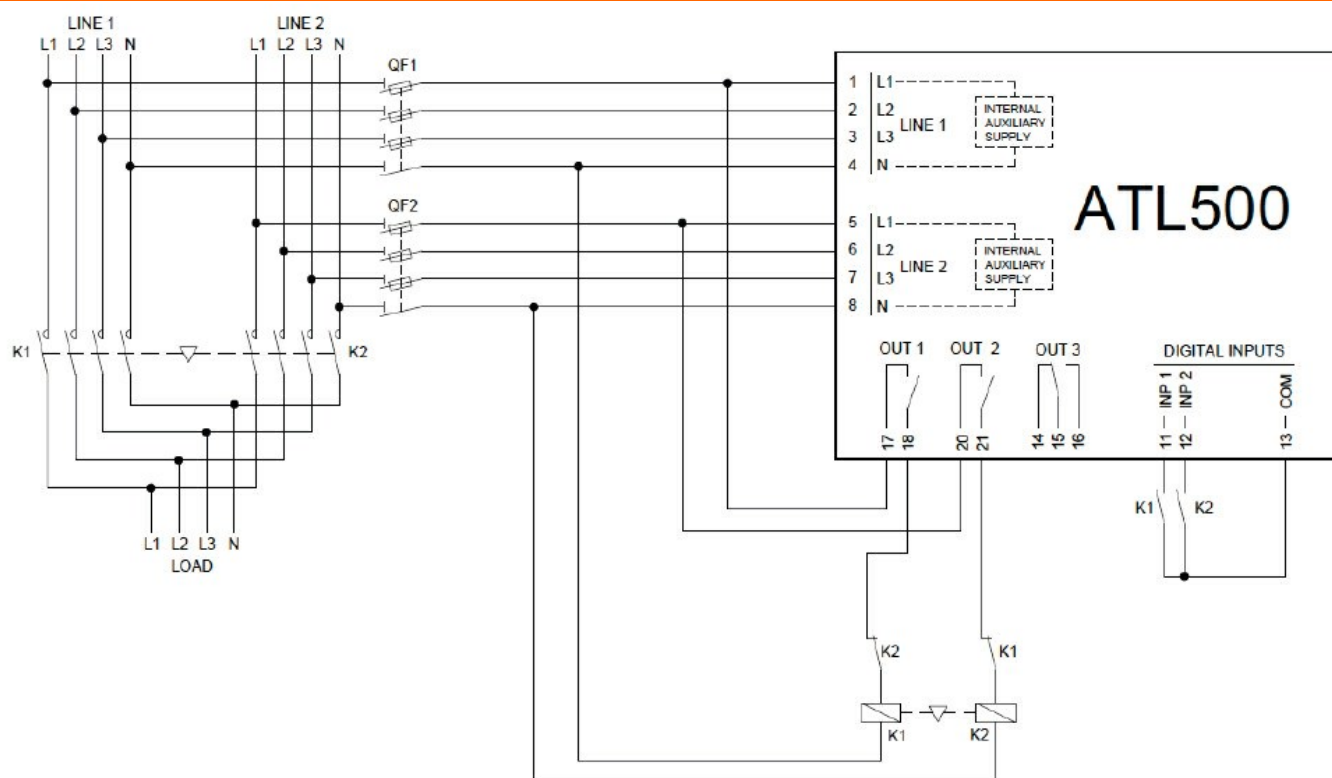 LINE 1 LINE 2
L1 L2 L3 N L1 L2 L3 N
QF1
1 L1
2 L2
3 L3
4 N
LINE 1
INTERNAL
AUXILIARY
SUPPLY
ATL500
QF2
5 L1
6 L2
7 L3
8 N
LINE 2
INTERNAL
AUXILIARY
SUPPLY
K1 K2
OUT 1 OUT 2 OUT 3 DIGITAL INPUTS
INP 1 INP 2 COM
17 18 20 21 14 15 16 11 12 13
K1 K2
L1 L2 L3 N
LOAD
K2 K1
K1 K2